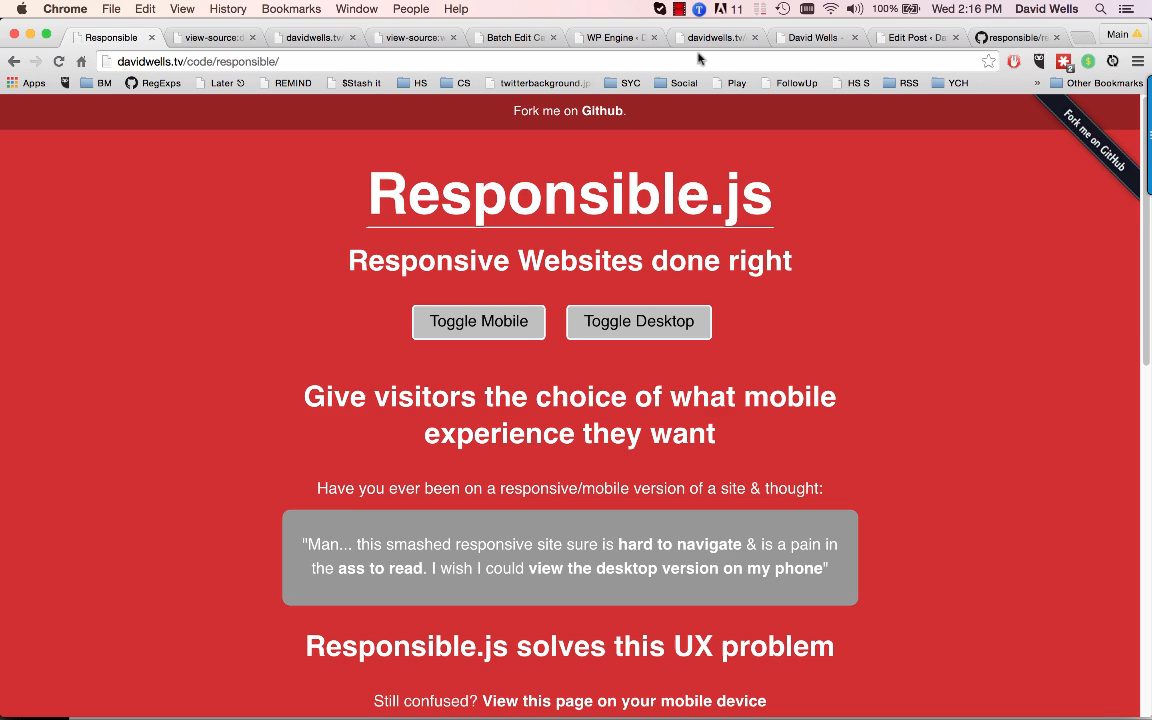 Chrome File Edit View History Bookmarks Window People Help 11 100% Wed 2:16 PM David Wells
Responsible view-source:d davidwells.tv/ view-source:w Batch Edit Ca WP Engine ‹ D davidwells.tv/ David Wells – Edit Post ‹ Da responsible/re Main
davidwells.tv/code/responsible/
Apps BM RegExps Later REMIND $Stash it HS CS twitterbackground.jp SYC Social Play FollowUp HS S RSS YCH » Other Bookmarks
Fork me on Github.
Fork me on GitHub
Responsible.js
Responsive Websites done right
Toggle Mobile Toggle Desktop
Give visitors the choice of what mobile
experience they want
Have you ever been on a responsive/mobile version of a site & thought:
"Man... this smashed responsive site sure is hard to navigate & is a pain in
the ass to read. I wish I could view the desktop version on my phone"
Responsible.js solves this UX problem
Still confused? View this page on your mobile device